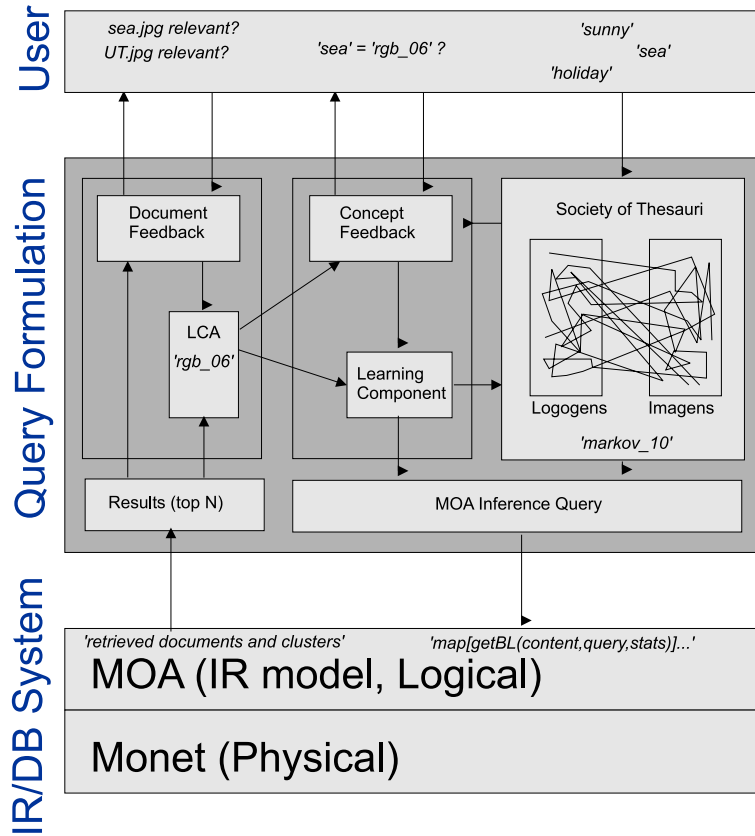 User
sea.jpg relevant?
UT.jpg relevant?
'sea' = 'rgb_06' ?
'sunny'
'sea'
'holiday'
Query Formulation
Document
Feedback
Concept
Feedback
Society of Thesauri
LCA
'rgb_06'
Learning
Component
Logogens
Imagens
'markov_10'
Results (top N)
MOA Inference Query
IR/DB System
'retrieved documents and clusters'
'map[getBL(content,query,stats)]...'
MOA (IR model, Logical)
Monet (Physical)